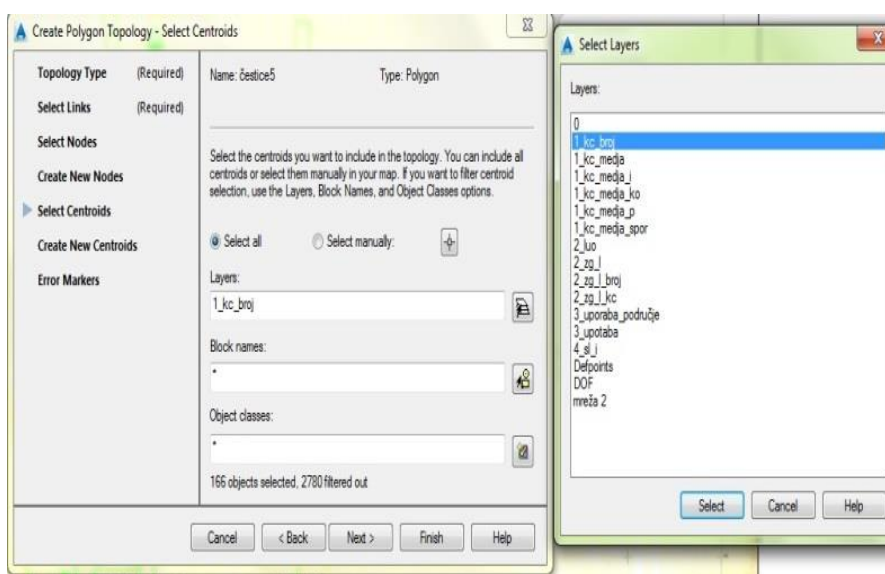 Create Polygon Topology - Select Centroids
Topology Type (Required)
Select Links (Required)
Select Nodes
Create New Nodes
Select Centroids
Create New Centroids
Error Markers
Name: čestice5 Type: Polygon
Select the centroids you want to include in the topology. You can include all
centroids or select them manually in your map. If you want to filter centroid
selection, use the Layers, Block Names, and Object Classes options.
Select all Select manually:
Layers:
1_kc_broj
Block names:
*
Object classes:
*
166 objects selected, 2780 filtered out
Cancel < Back Next > Finish Help
Select Layers
Layers:
0
1_kc_broj
1_kc_medja
1_kc_medja_i
1_kc_medja_ko
1_kc_medja_p
1_kc_medja_spor
2_luo
2_zg_l
2_zg_l_broj
2_zg_l_kc
3_uporaba_područje
3_upotaba
4_sl_i
Defpoints
DOF
mreža 2
Select Cancel Help